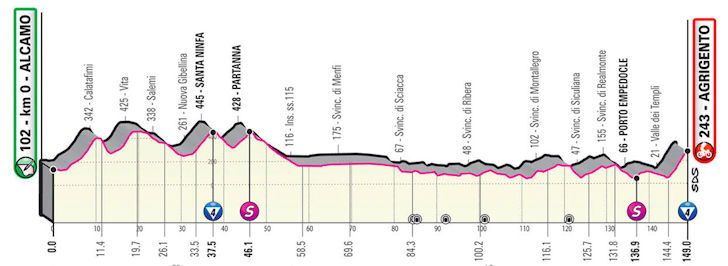 102 - km 0 - ALCAMO
342 - Calatafimi
425 - Vita
338 - Salemi
261 - Nuova Gibellina
445 - SANTA NINFA
428 - PARTANNA
116 - Ins. ss.115
175 - Svinc. di Menfi
67 - Svinc. di Sciacca
48 - Svinc. di Ribera
102 - Svinc. di Montallegro
47 - Svinc. di Siculiana
155 - Svinc. di Realmonte
66 - PORTO EMPEDOCLE
21 - Valle dei Templi
243 - AGRIGENTO
200
SDS
4
S
S
4
0
10
20
30
40
50
60
70
80
90
100
110
120
130
140
0.0
11.4
19.7
26.1
33.5
37.5
46.1
58.5
69.6
84.3
100.2
116.1
125.7
131.8
136.9
144.4
149.0